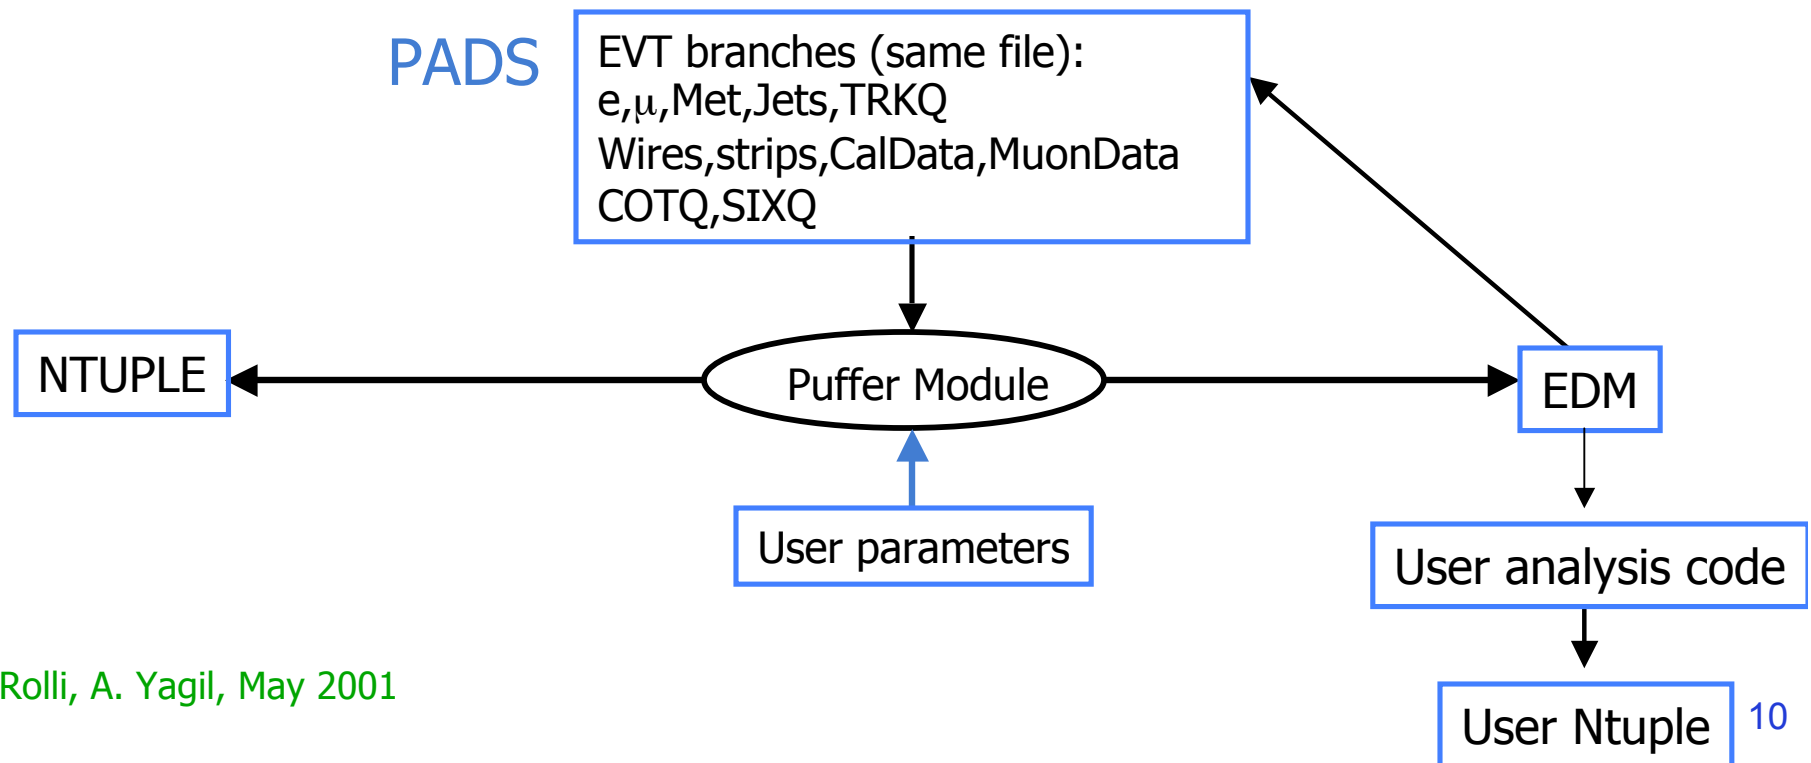 PADS
EVT branches (same file):
e,μ,Met,Jets,TRKQ
Wires,strips,CalData,MuonData
COTQ,SIXQ
NTUPLE
Puffer Module
EDM
User parameters
User analysis code
Rolli, A. Yagil, May 2001
User Ntuple
10